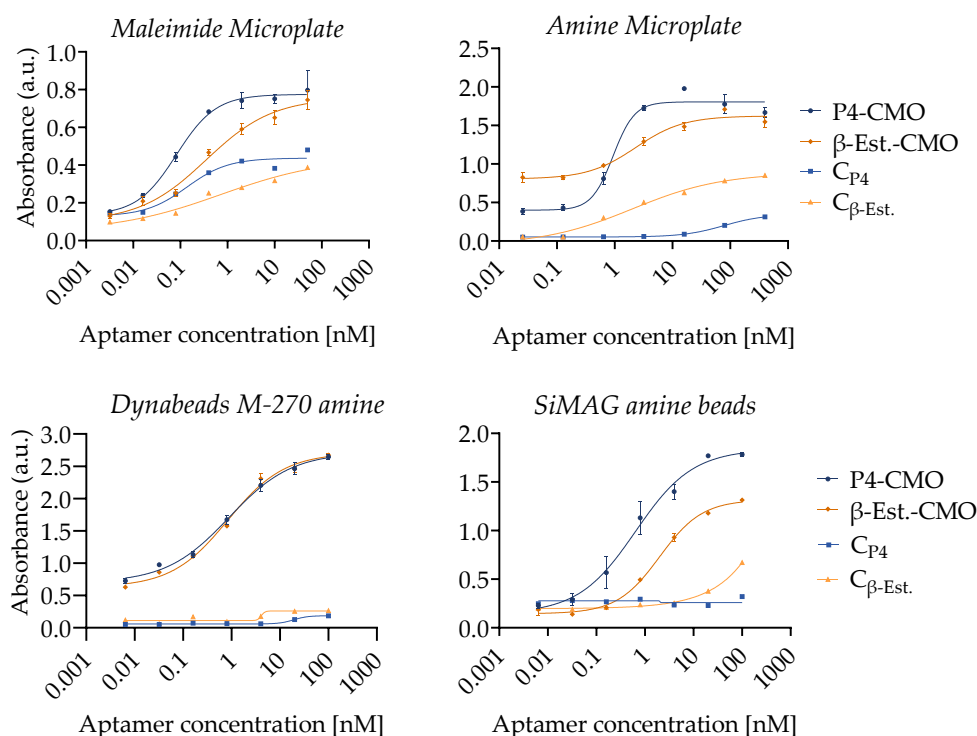 Maleimide Microplate
Absorbance (a.u.)
1.0
0.8
0.6
0.4
0.2
0.0
0.001
0.01
0.1
1
10
100
1000
Aptamer concentration [nM]
Amine Microplate
2.5
2.0
1.5
1.0
0.5
0.0
0.01
0.1
1
10
100
1000
Aptamer concentration [nM]
P4-CMO
β-Est.-CMO
C_P4
C_β-Est.
Dynabeads M-270 amine
Absorbance (a.u.)
3.0
2.5
2.0
1.5
1.0
0.5
0.0
0.001
0.01
0.1
1
10
100
1000
Aptamer concentration [nM]
SiMAG amine beads
2.0
1.5
1.0
0.5
0.0
0.001
0.01
0.1
1
10
100
1000
Aptamer concentration [nM]
P4-CMO
β-Est.-CMO
C_P4
C_β-Est.